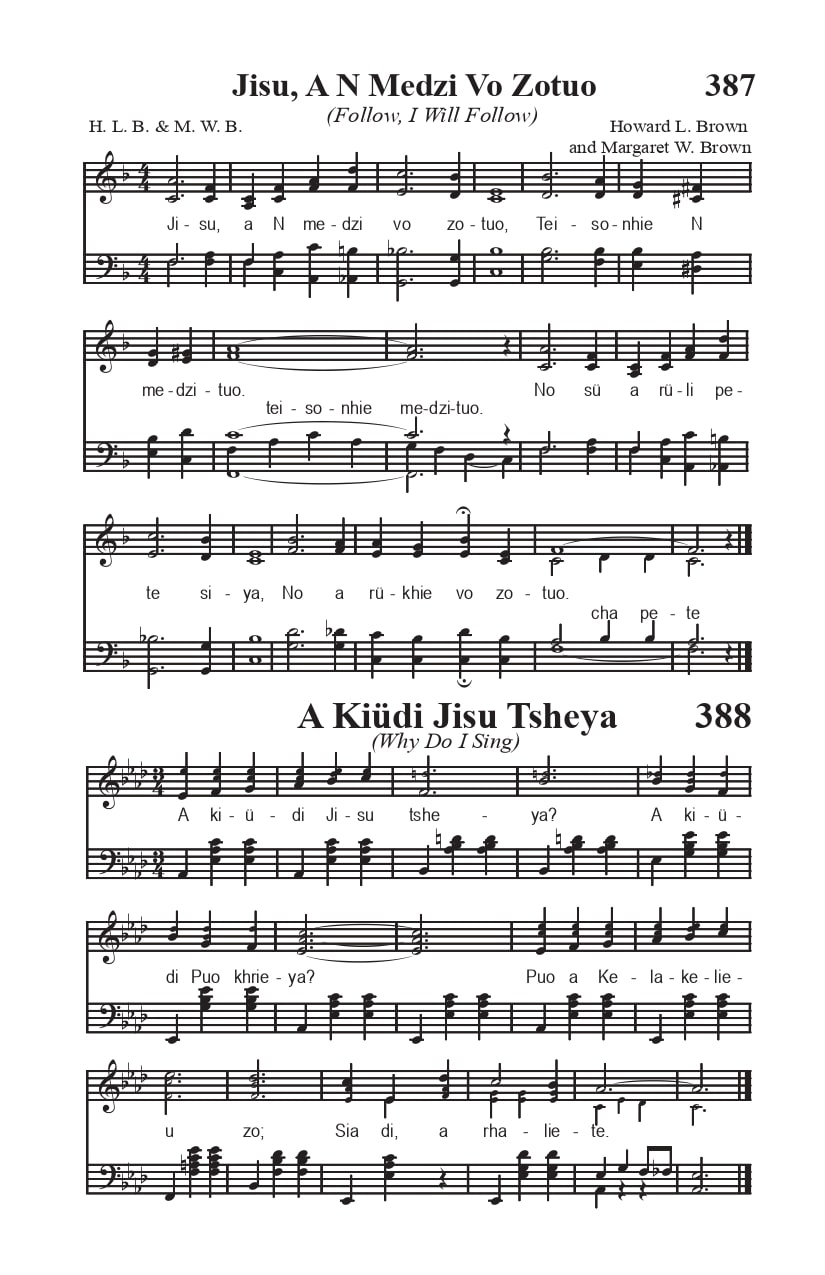 Jisu, A N Medzi Vo Zotuo 387
(Follow, I Will Follow)
H. L. B. & M. W. B. Howard L. Brown
and Margaret W. Brown
Ji - su, a N me - dzi vo zo - tuo, Tei - so - nhie N
me - dzi - tuo. No sü a rü - li pe -
tei - so - nhie me-dzi-tuo.
te si - ya, No a rü - khie vo zo - tuo.
cha pe - te
A Kiüdi Jisu Tsheya 388
(Why Do I Sing)
A ki - ü - di Ji - su tshe - ya? A ki - ü -
di Puo khrie - ya? Puo a Ke - la - ke - lie -
u zo; Sia di, a rha - lie - te.